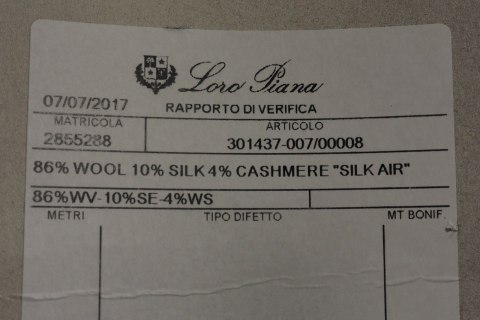 Loro Piana
07/07/2017
RAPPORTO DI VERIFICA
MATRICOLA ARTICOLO
2855288 301437-007/00008
86% WOOL 10% SILK 4% CASHMERE "SILK AIR"
86%WV-10%SE-4%WS
METRI TIPO DIFETTO MT BONIF.